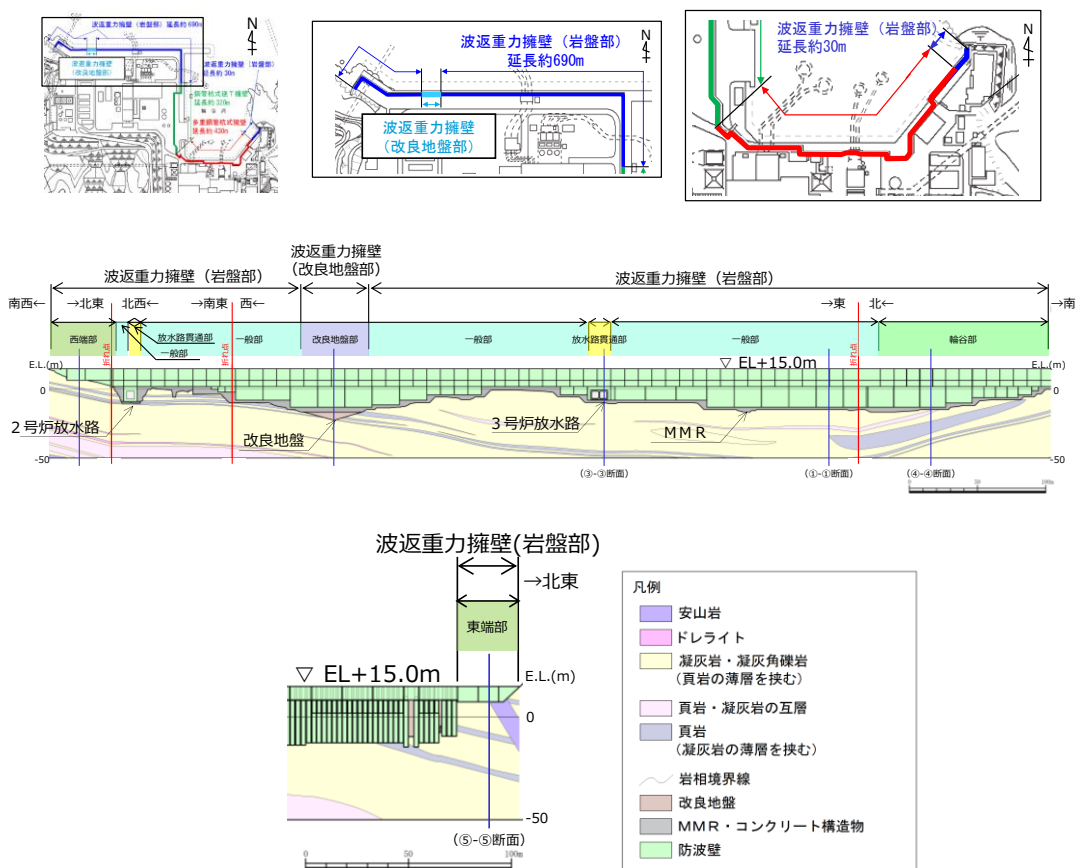 波返重力擁壁（岩盤部）延長約690m
N
波返重力擁壁
（改良地盤部）
波返重力擁壁（岩盤部）
延長約 30m
鋼管杭式逆T擁壁
延長約320m
多重鋼管杭式擁壁
延長約430m
波返重力擁壁（岩盤部）
延長約690m
N
波返重力擁壁
（改良地盤部）
波返重力擁壁（岩盤部）
延長約30m
N
波返重力擁壁（岩盤部）
波返重力擁壁
（改良地盤部）
波返重力擁壁（岩盤部）
南西←
→北東
北西←
→南東
西←
→東
北←
→南
西端部
放水路貫通部
一般部
一般部
改良地盤部
一般部
放水路貫通部
一般部
輪谷部
折れ点
折れ点
折れ点
E.L.(m)
▽ EL+15.0m
E.L.(m)
0
0
２号炉放水路
改良地盤
３号炉放水路
ＭＭＲ
-50
-50
(③-③断面)
(①-①断面)
(④-④断面)
0
50
100m
波返重力擁壁(岩盤部)
→北東
東端部
▽ EL+15.0m
E.L.(m)
0
-50
(⑤-⑤断面)
0
50
100m
凡例
安山岩
ドレライト
凝灰岩・凝灰角礫岩
(頁岩の薄層を挟む)
頁岩・凝灰岩の互層
頁岩
(凝灰岩の薄層を挟む)
岩相境界線
改良地盤
ＭＭＲ・コンクリート構造物
防波壁